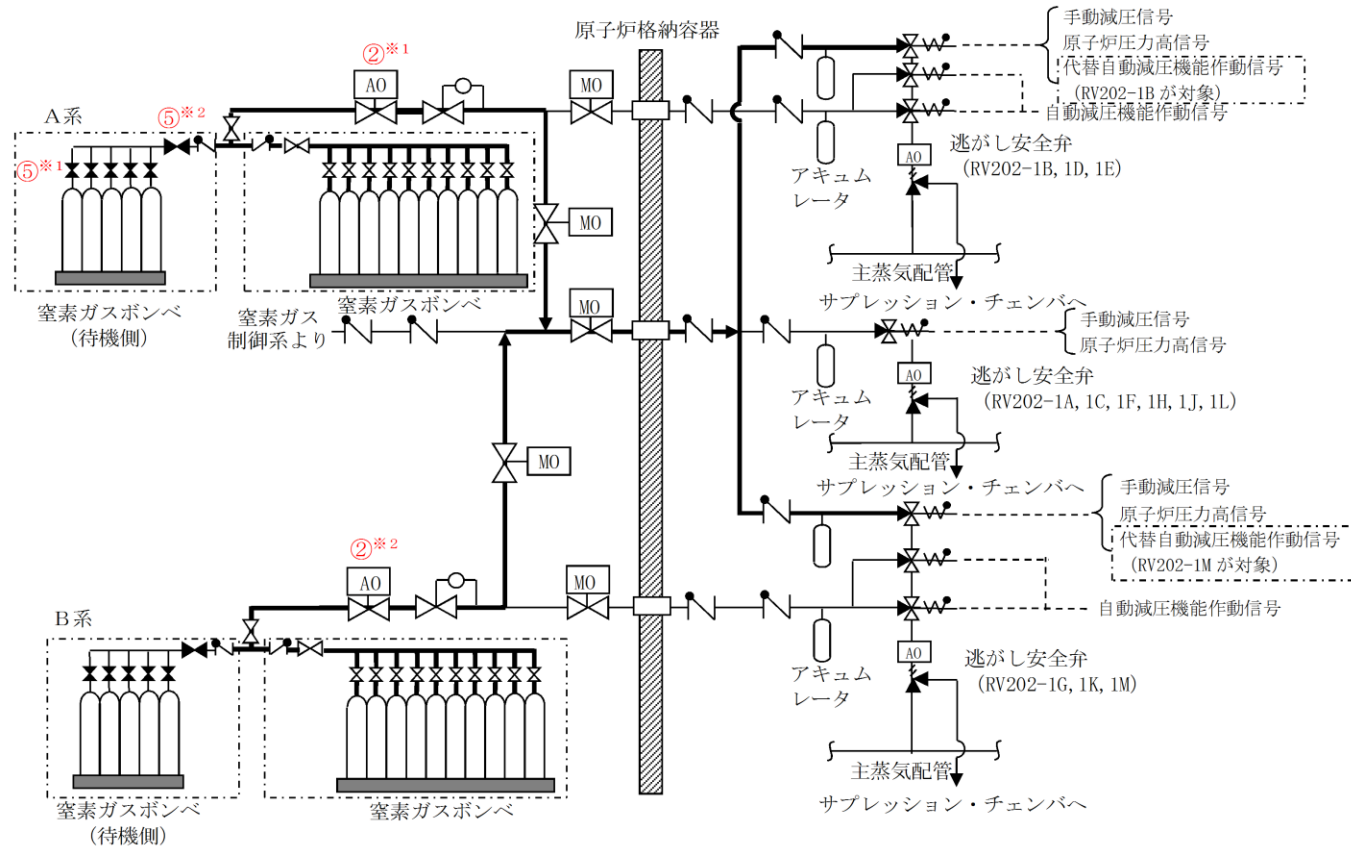 原子炉格納容器
手動減圧信号
原子炉圧力高信号
代替自動減圧機能作動信号
(RV202-1Bが対象)
自動減圧機能作動信号
②※1
AO
MO
A系
⑤※2
⑤※1
AO
逃がし安全弁
(RV202-1B, 1D, 1E)
アキュム
レータ
MO
主蒸気配管
サプレッション・チェンバへ
窒素ガスボンベ
(待機側)
窒素ガスボンベ
窒素ガス
制御系より
MO
手動減圧信号
原子炉圧力高信号
AO
逃がし安全弁
(RV202-1A, 1C, 1F, 1H, 1J, 1L)
アキュム
レータ
主蒸気配管
サプレッション・チェンバへ
MO
手動減圧信号
原子炉圧力高信号
代替自動減圧機能作動信号
(RV202-1Mが対象)
自動減圧機能作動信号
②※2
AO
MO
B系
AO
逃がし安全弁
(RV202-1G, 1K, 1M)
アキュム
レータ
主蒸気配管
サプレッション・チェンバへ
窒素ガスボンベ
(待機側)
窒素ガスボンベ